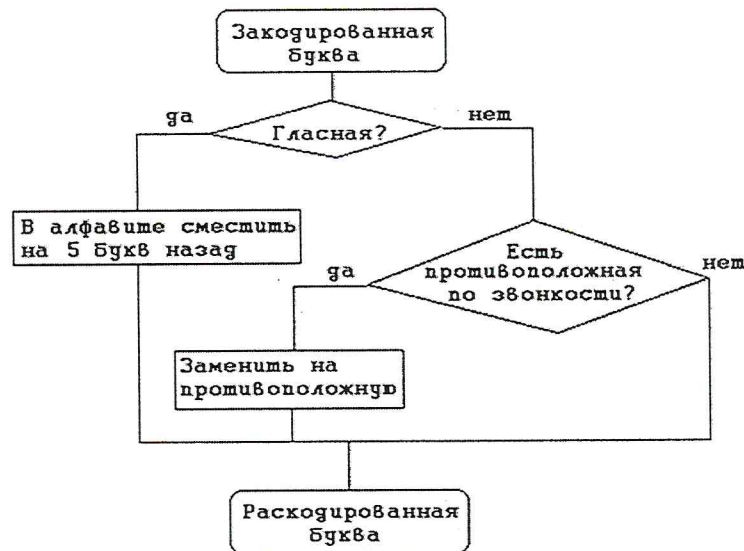 Закодированная
буква
да
Гласная?
нет
В алфавите сместить
на 5 букв назад
Есть
противоположная
по звонкости?
да
нет
Заменить на
противоположную
Раскодированная
буква